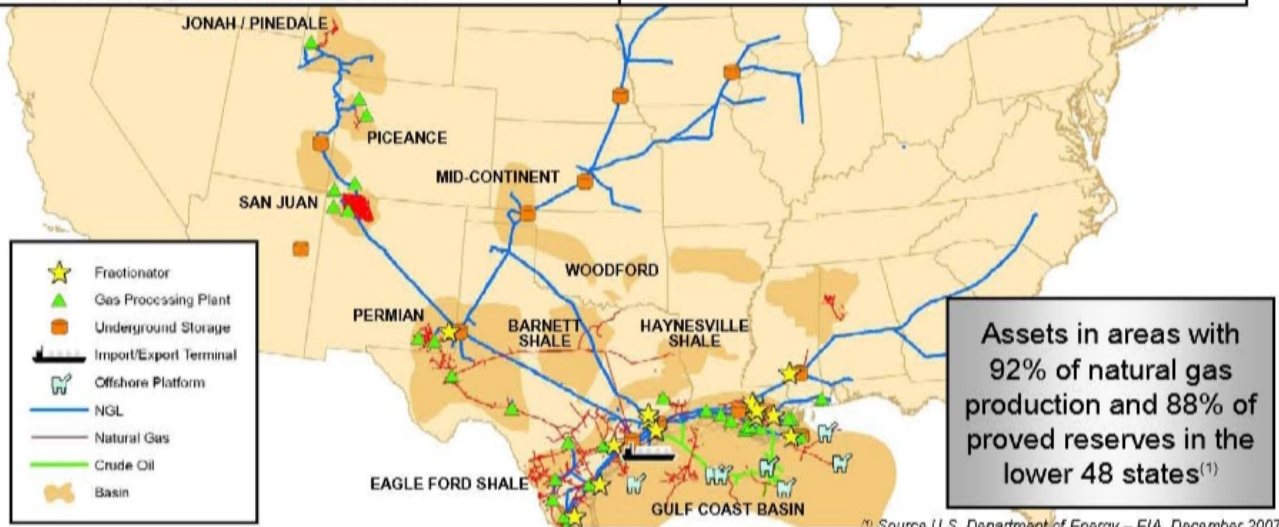 JONAH / PINEDALE
PICEANCE
MID-CONTINENT
SAN JUAN
WOODFORD
PERMIAN
BARNETT
SHALE
HAYNESVILLE
SHALE
EAGLE FORD SHALE
GULF COAST BASIN
Fractionator
Gas Processing Plant
Underground Storage
Import/Export Terminal
Offshore Platform
NGL
Natural Gas
Crude Oil
Basin
Assets in areas with
92% of natural gas
production and 88% of
proved reserves in the
lower 48 states(1)
(1) Source U.S. Department of Energy – EIA, December 2007